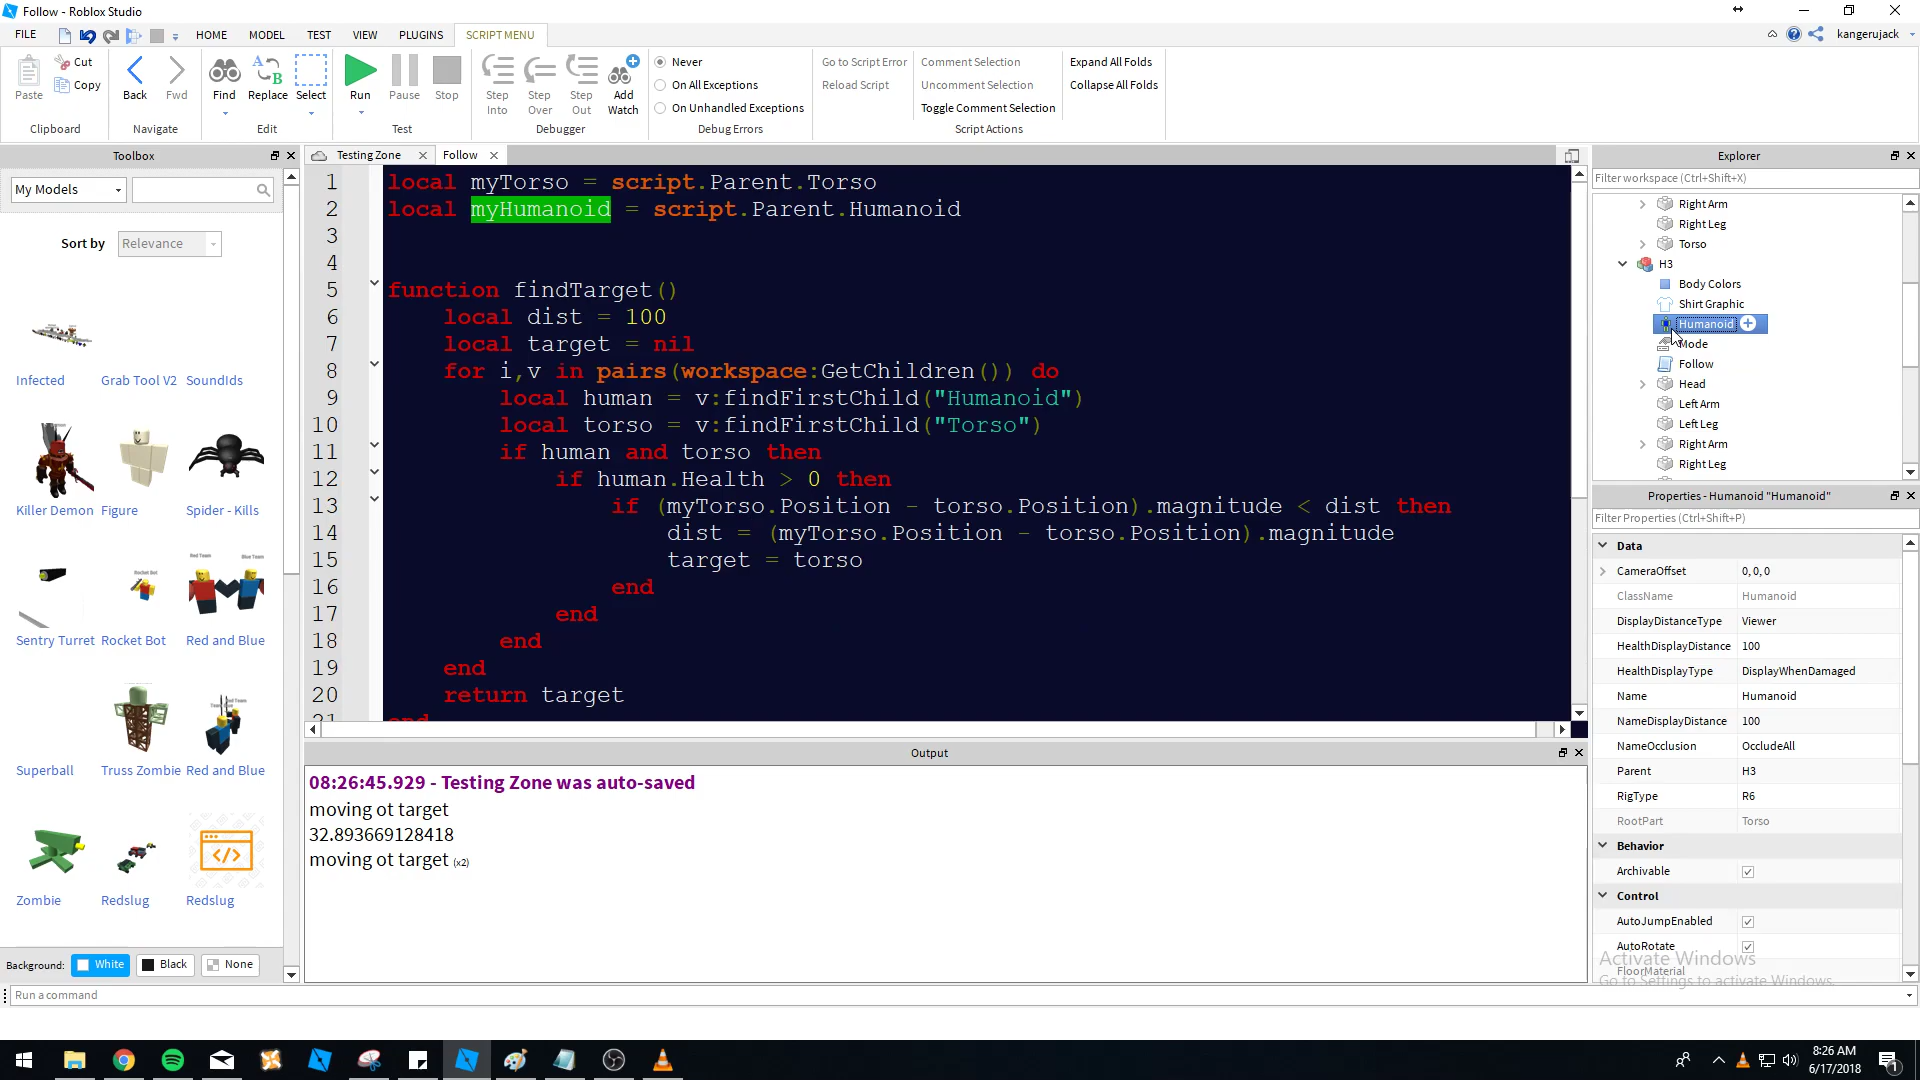 Follow - Roblox Studio
FILE HOME MODEL TEST VIEW PLUGINS SCRIPT MENU kangerujack
Paste Cut Copy Clipboard
Back Fwd Navigate
Find Replace Select Edit
Run Pause Stop Test
Step Into Step Over Step Out Add Watch Debugger
Never
On All Exceptions
On Unhandled Exceptions
Debug Errors
Go to Script Error
Reload Script
Comment Selection
Uncomment Selection
Toggle Comment Selection
Script Actions
Expand All Folds
Collapse All Folds
Toolbox
My Models
Sort by Relevance
Infected Grab Tool V2 SoundIds
Killer Demon Figure Spider - Kills
Red Team Blue Team
Rocket Bot
Sentry Turret Rocket Bot Red and Blue
Superball Truss Zombie Red and Blue
Zombie Redslug Redslug
Background: White Black None
Testing Zone Follow
1 local myTorso = script.Parent.Torso
2 local myHumanoid = script.Parent.Humanoid
3
4
5 function findTarget()
6 local dist = 100
7 local target = nil
8 for i,v in pairs(workspace:GetChildren()) do
9 local human = v:findFirstChild("Humanoid")
10 local torso = v:findFirstChild("Torso")
11 if human and torso then
12 if human.Health > 0 then
13 if (myTorso.Position - torso.Position).magnitude < dist then
14 dist = (myTorso.Position - torso.Position).magnitude
15 target = torso
16 end
17 end
18 end
19 end
20 return target
21 end
Output
08:26:45.929 - Testing Zone was auto-saved
moving ot target
32.893669128418
moving ot target (x2)
Run a command
Explorer
Filter workspace (Ctrl+Shift+X)
Right Arm
Right Leg
Torso
H3
Body Colors
Shirt Graphic
Humanoid
Mode
Follow
Head
Left Arm
Left Leg
Right Arm
Right Leg
Properties - Humanoid "Humanoid"
Filter Properties (Ctrl+Shift+P)
Data
CameraOffset 0, 0, 0
ClassName Humanoid
DisplayDistanceType Viewer
HealthDisplayDistance 100
HealthDisplayType DisplayWhenDamaged
Name Humanoid
NameDisplayDistance 100
NameOcclusion OccludeAll
Parent H3
RigType R6
RootPart Torso
Behavior
Archivable
Control
AutoJumpEnabled
AutoRotate
FloorMaterial
Activate Windows
Go to Settings to activate Windows.
8:26 AM
6/17/2018
1